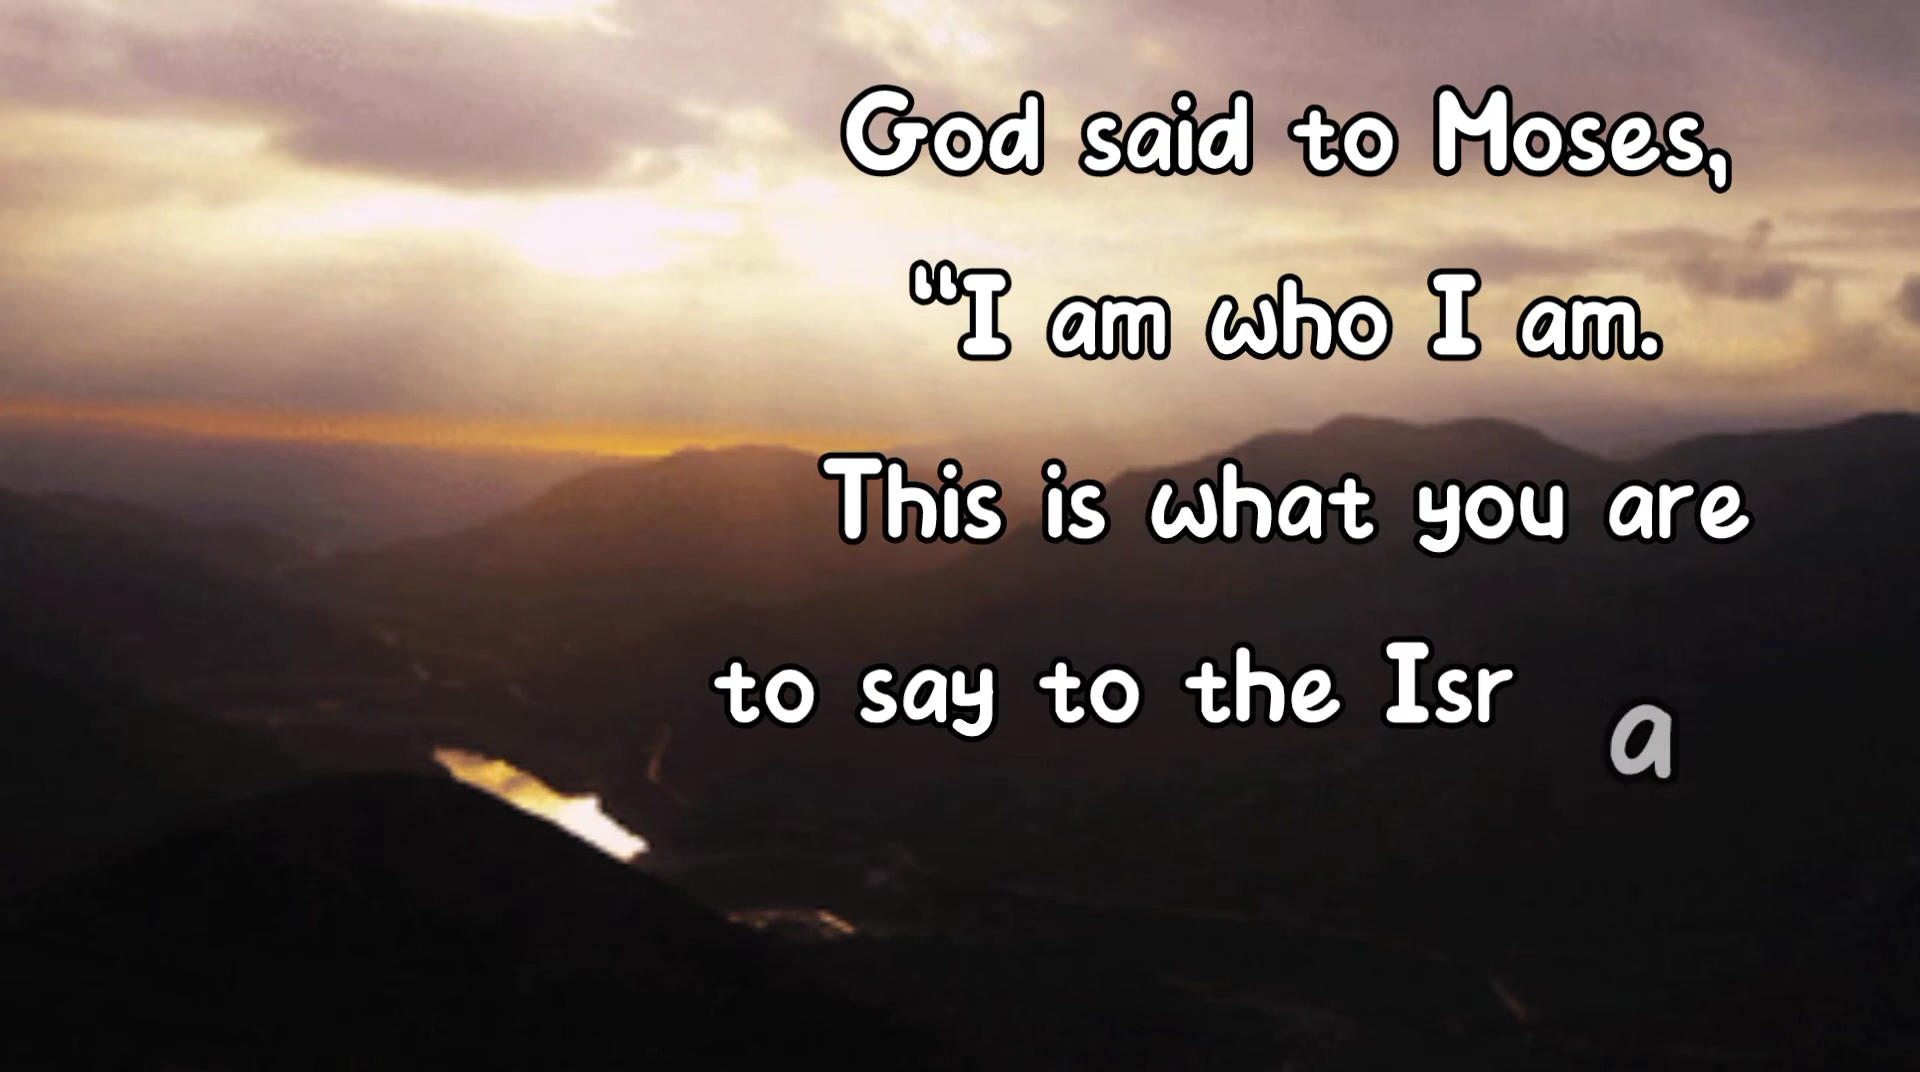 God said to Moses,
“I am who I am.
This is what you are
to say to the Isr a